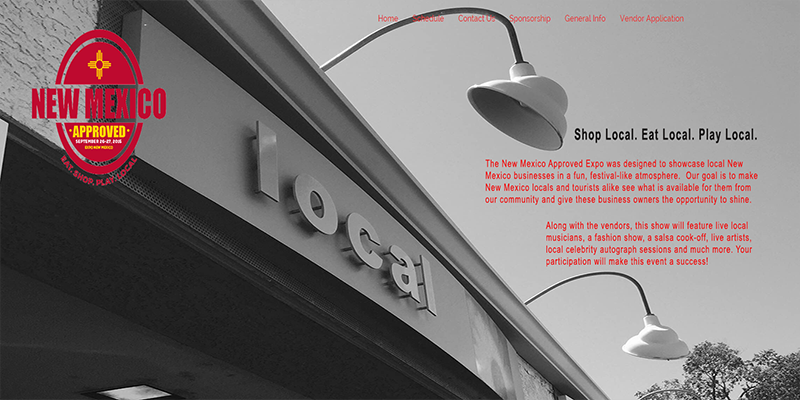 Home Schedule Contact Us Sponsorship General Info Vendor Application
NEW MEXICO
APPROVED
SEPTEMBER 26-27, 2016
EXPO NEW MEXICO
EAT. SHOP. PLAY. LOCAL
local
Shop Local. Eat Local. Play Local.
The New Mexico Approved Expo was designed to showcase local New
Mexico businesses in a fun, festival-like atmosphere. Our goal is to make
New Mexico locals and tourists alike see what is available for them from
our community and give these business owners the opportunity to shine.
Along with the vendors, this show will feature live local
musicians, a fashion show, a salsa cook-off, live artists,
local celebrity autograph sessions and much more. Your
participation will make this event a success!